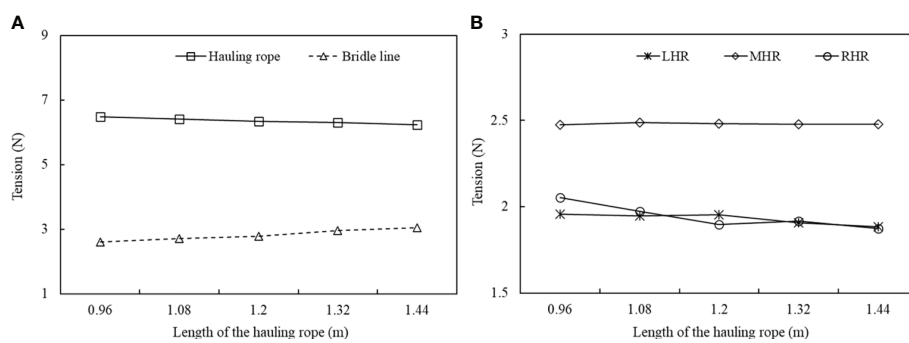 A
Tension (N)
9
7
5
3
1
Hauling rope
Bridle line
0.96 1.08 1.2 1.32 1.44
Length of the hauling rope (m)
B
Tension (N)
3
2.5
2
1.5
LHR
MHR
RHR
0.96 1.08 1.2 1.32 1.44
Length of the hauling rope (m)